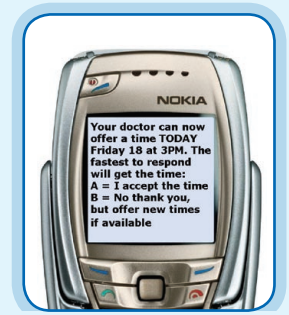 NOKIA
Your doctor can now
offer a time TODAY
Friday 18 at 3PM. The
fastest to respond
will get the time:
A = I accept the time
B = No thank you,
but offer new times
if available